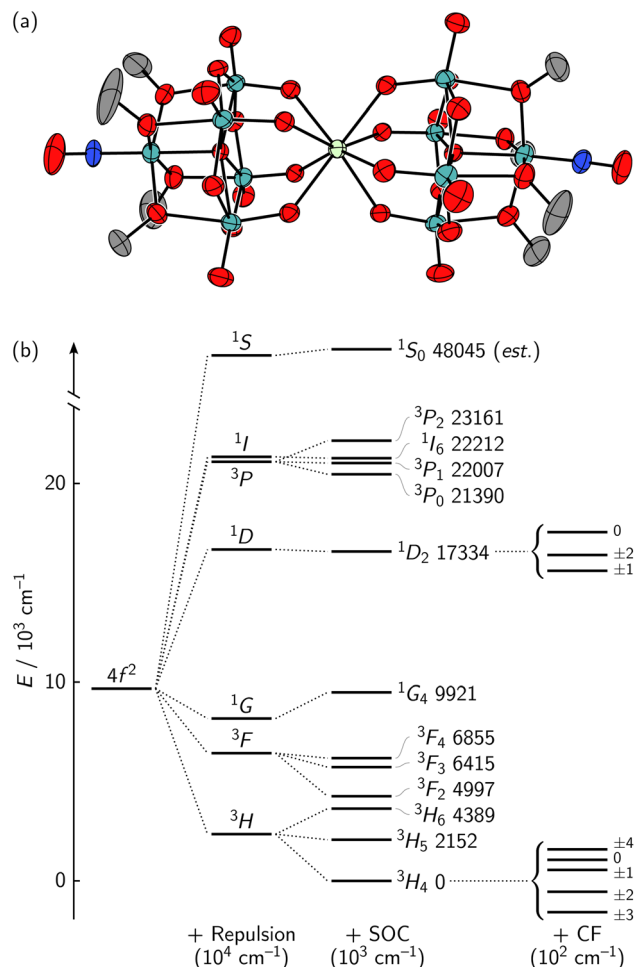 (a)
(b)
E / 10³ cm⁻¹
20
10
0
4f²
¹S
¹I
³P
¹D
¹G
³F
³H
¹S₀ 48045 (est.)
³P₂ 23161
¹I₆ 22212
³P₁ 22007
³P₀ 21390
¹D₂ 17334
¹G₄ 9921
³F₄ 6855
³F₃ 6415
³F₂ 4997
³H₆ 4389
³H₅ 2152
³H₄ 0
0
±2
±1
±4
0
±1
±2
±3
+ Repulsion
(10⁴ cm⁻¹)
+ SOC
(10³ cm⁻¹)
+ CF
(10² cm⁻¹)